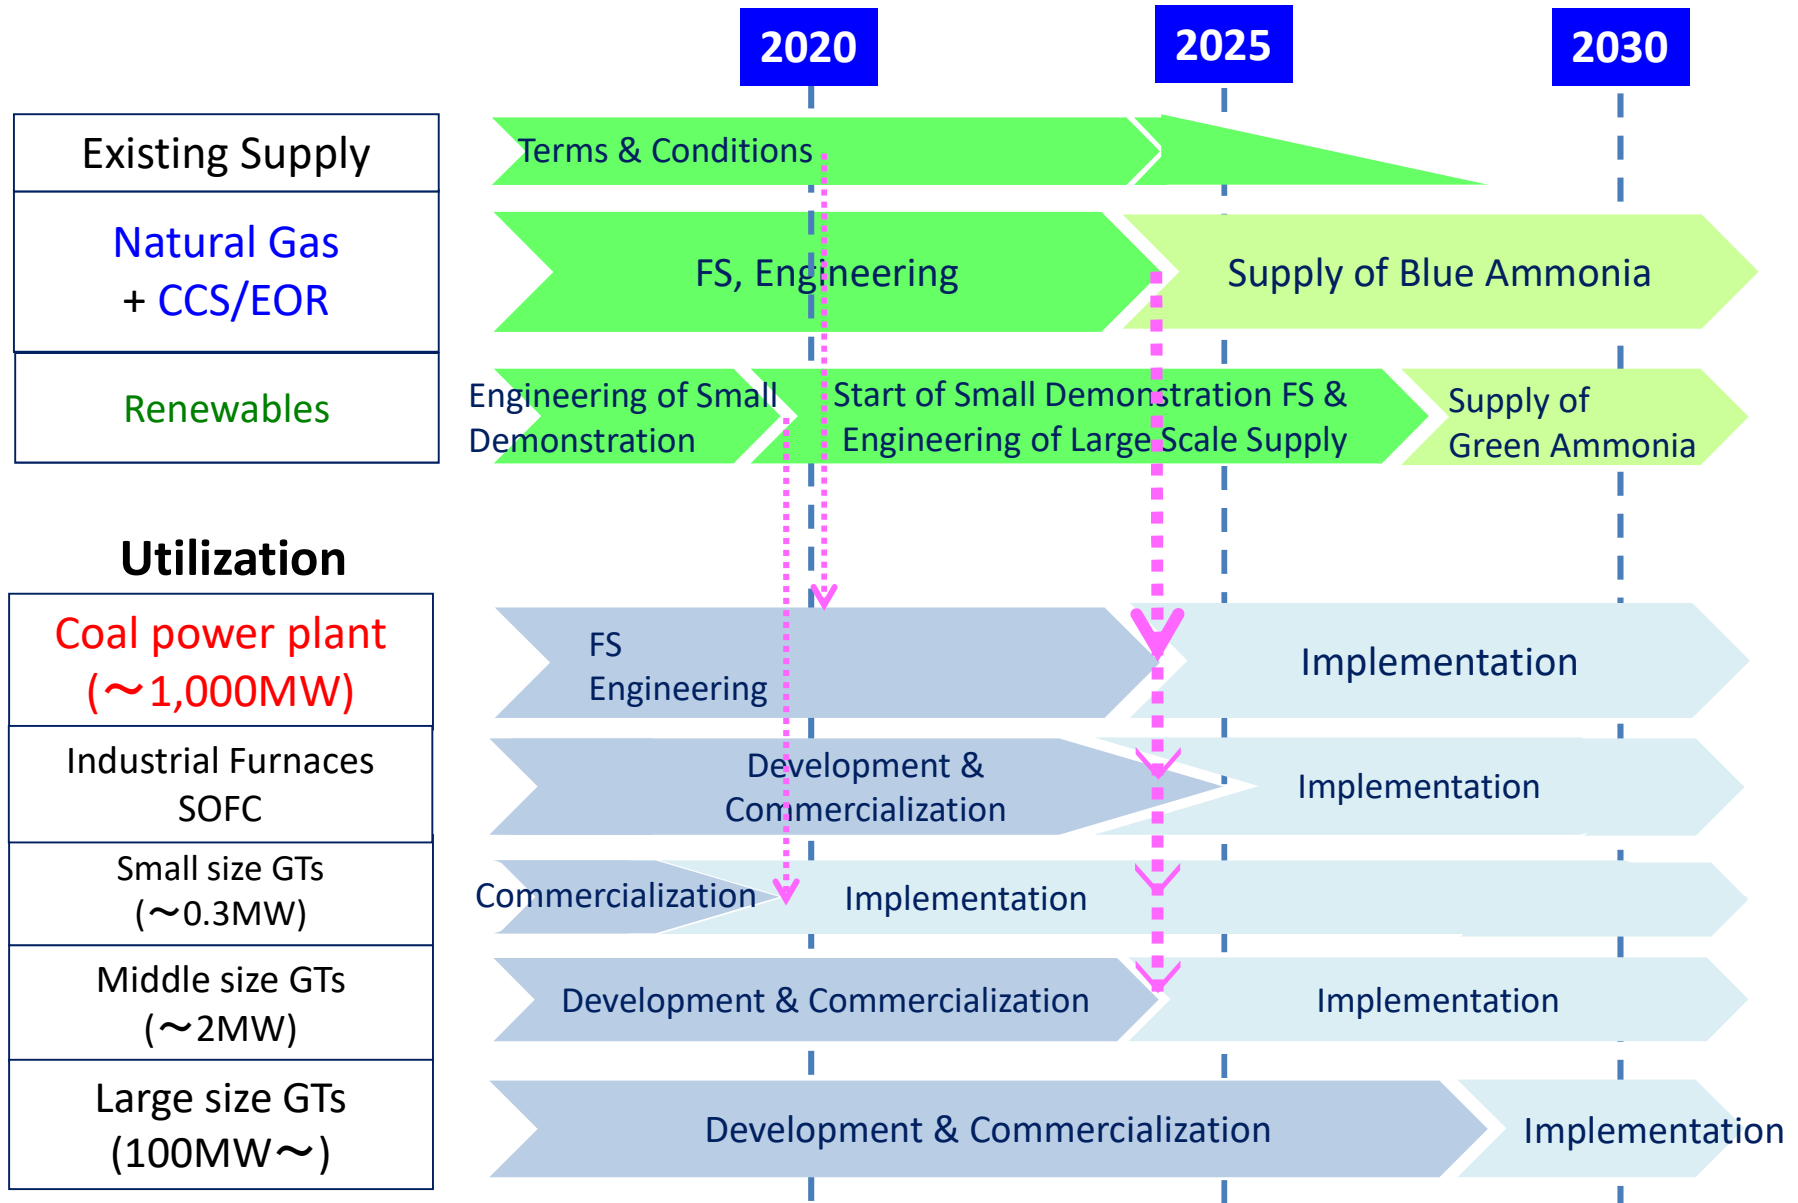 2020
2025
2030
Existing Supply
Terms & Conditions
Natural Gas
+ CCS/EOR
FS, Engineering
Supply of Blue Ammonia
Renewables
Engineering of Small
Demonstration
Start of Small Demonstration FS &
Engineering of Large Scale Supply
Supply of
Green Ammonia
Utilization
Coal power plant
(～1,000MW)
FS
Engineering
Implementation
Industrial Furnaces
SOFC
Development &
Commercialization
Implementation
Small size GTs
(～0.3MW)
Commercialization
Implementation
Middle size GTs
(～2MW)
Development & Commercialization
Implementation
Large size GTs
(100MW～)
Development & Commercialization
Implementation